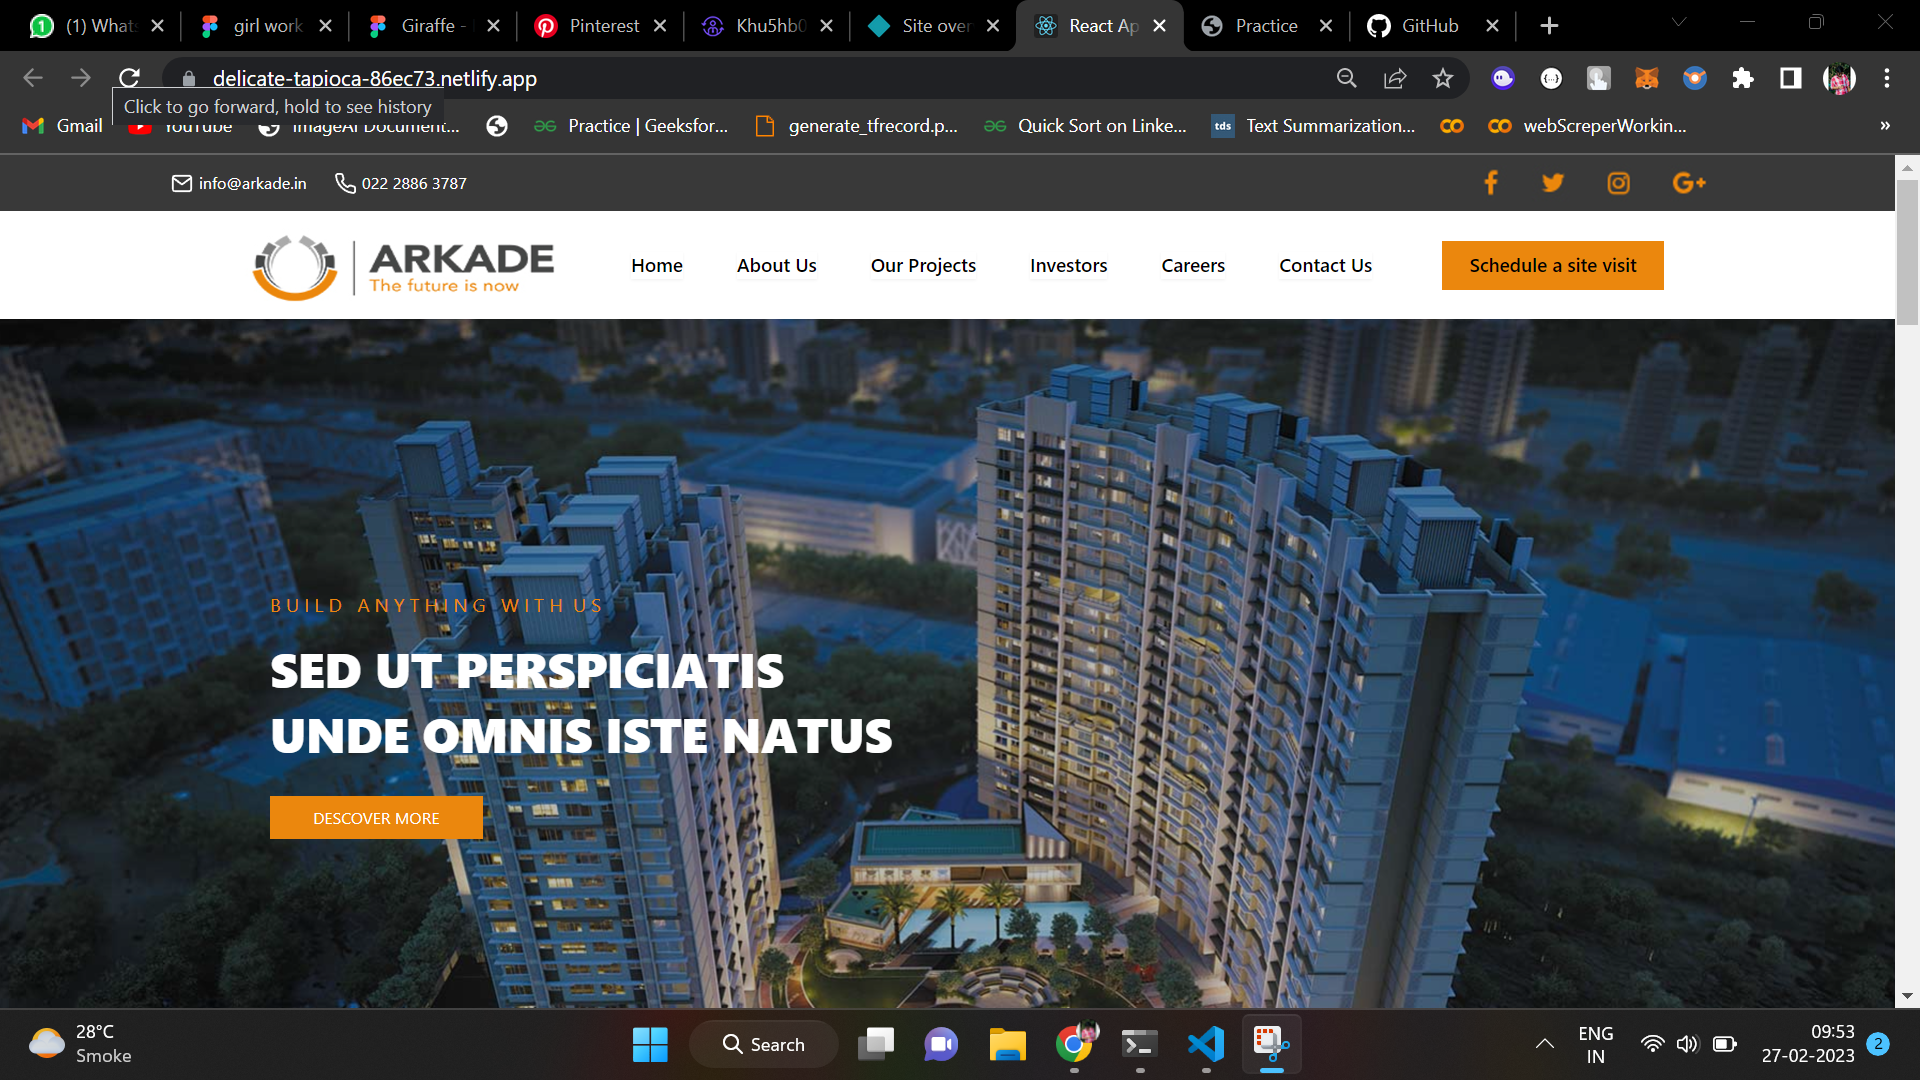 (1) Whats
girl work
Giraffe -
Pinterest
Khu5hb0
Site over
React Ap
Practice
GitHub
delicate-tapioca-86ec73.netlify.app
Click to go forward, hold to see history
Gmail
YouTube
ImageAI Document...
Practice | Geeksfor...
generate_tfrecord.p...
Quick Sort on Linke...
tds
Text Summarization...
webScreperWorkin...
info@arkade.in
022 2886 3787
ARKADE
The future is now
Home
About Us
Our Projects
Investors
Careers
Contact Us
Schedule a site visit
BUILD ANYTHING WITH US
SED UT PERSPICIATIS
UNDE OMNIS ISTE NATUS
DESCOVER MORE
28°C
Smoke
Search
ENG
IN
09:53
27-02-2023
2